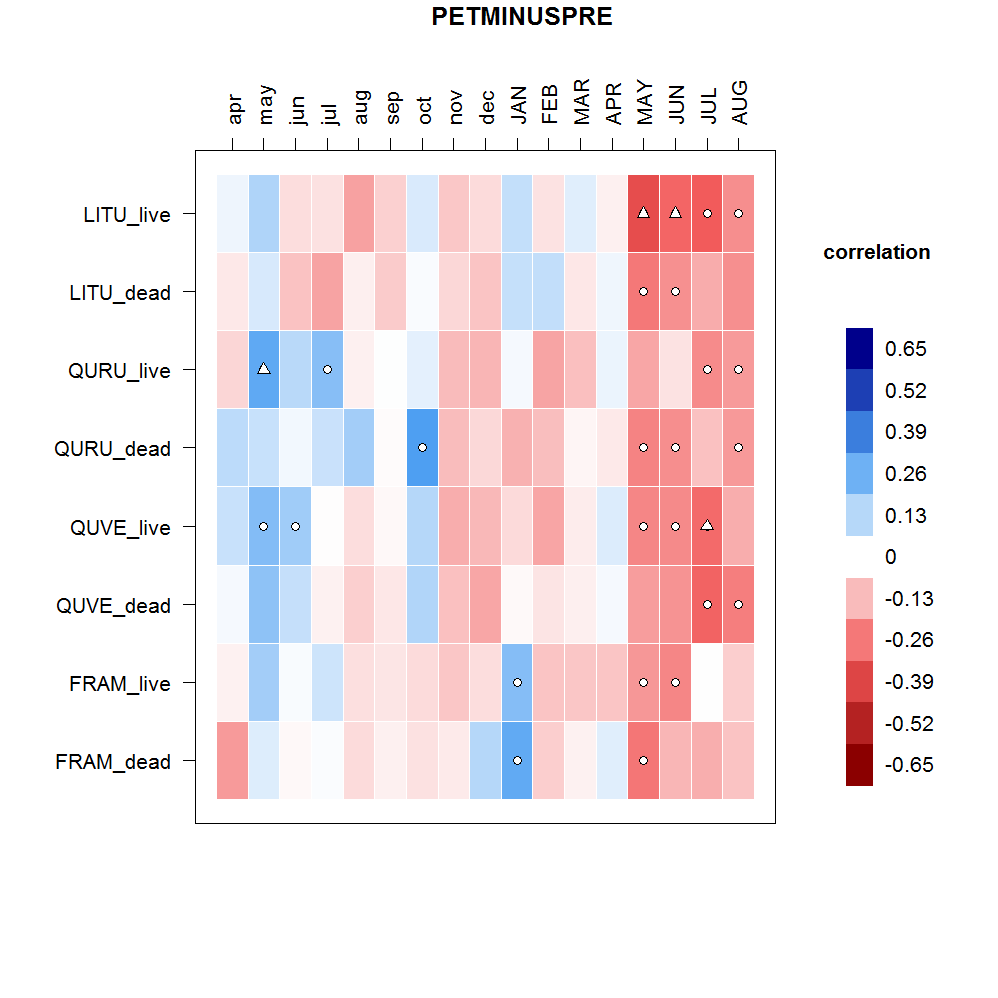 PETMINUSPRE
apr may jun jul aug sep oct nov dec JAN FEB MAR APR MAY JUN JUL AUG
LITU_live
LITU_dead
QURU_live
QURU_dead
QUVE_live
QUVE_dead
FRAM_live
FRAM_dead
correlation
0.65
0.52
0.39
0.26
0.13
0
-0.13
-0.26
-0.39
-0.52
-0.65